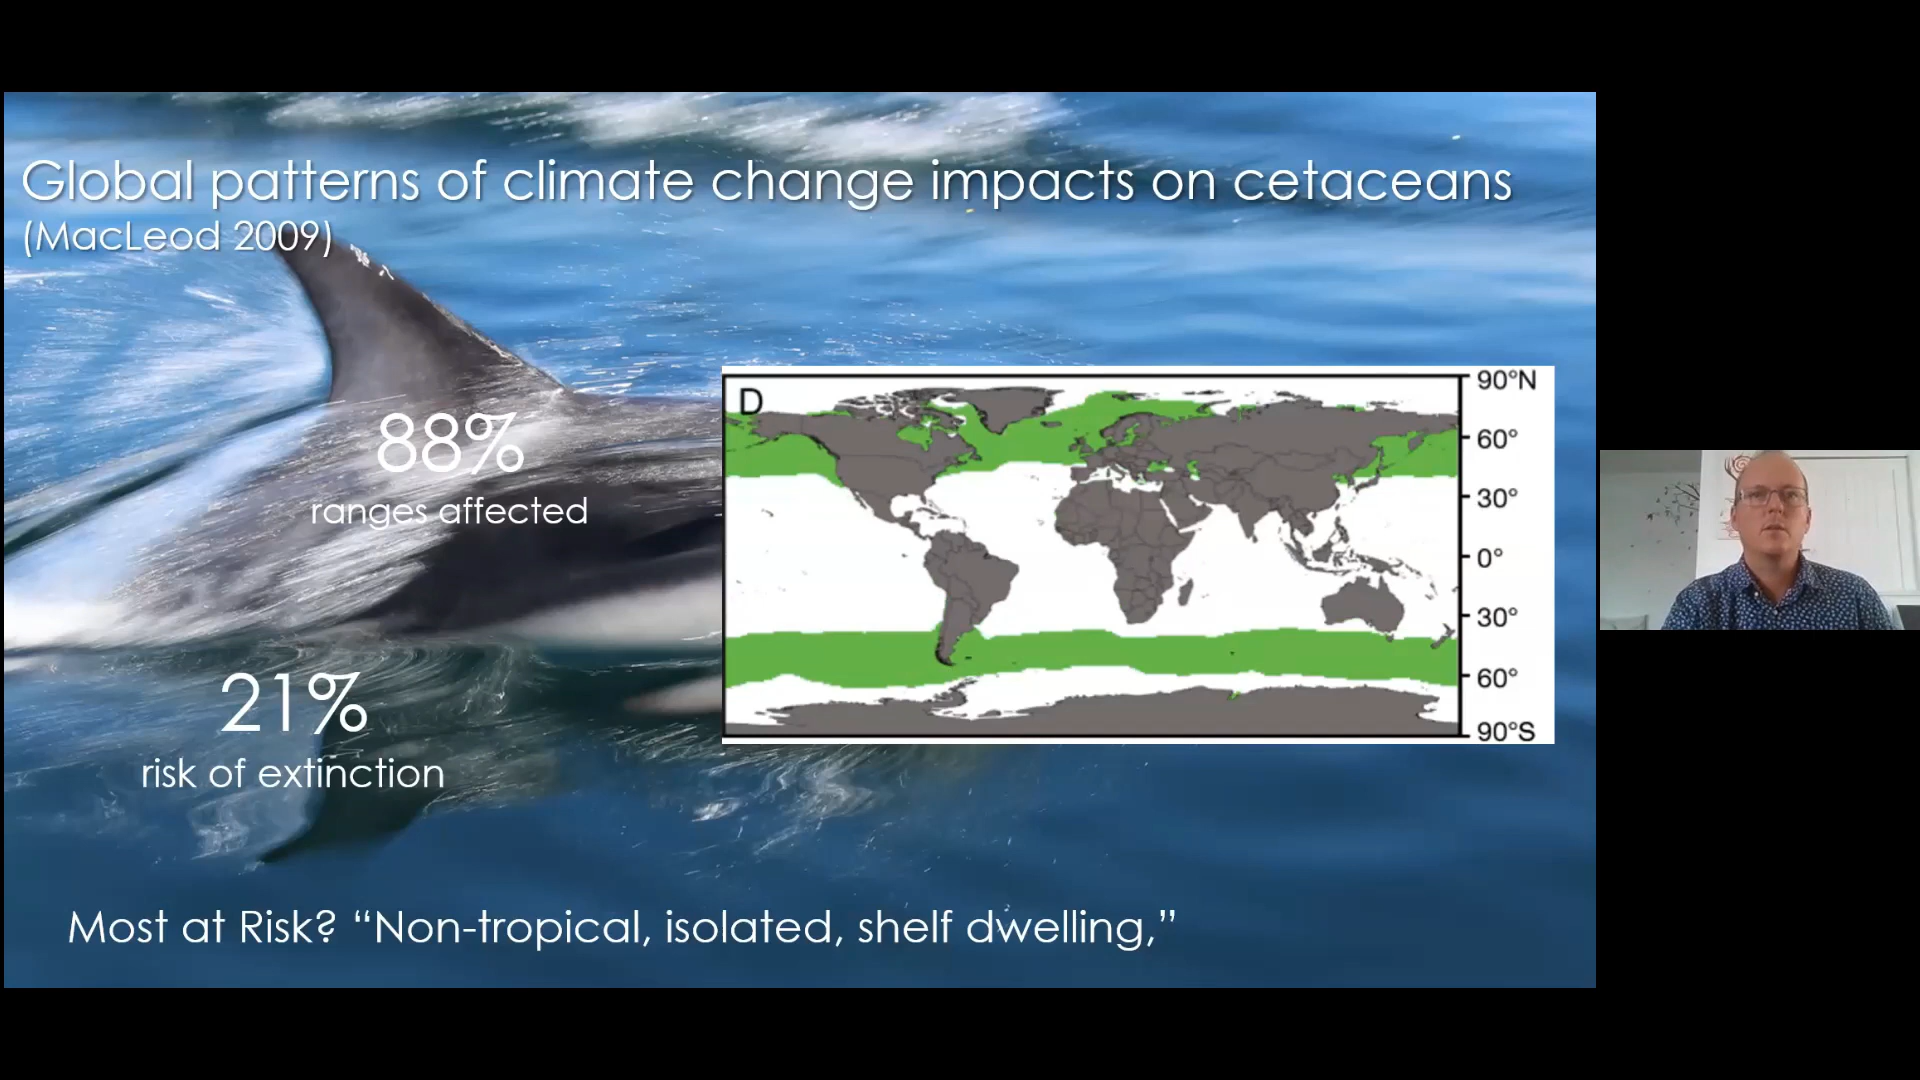 Global patterns of climate change impacts on cetaceans
(MacLeod 2009)
88%
ranges affected
21%
risk of extinction
D
90°N
60°
30°
0°
30°
60°
90°S
Most at Risk? “Non-tropical, isolated, shelf dwelling,”